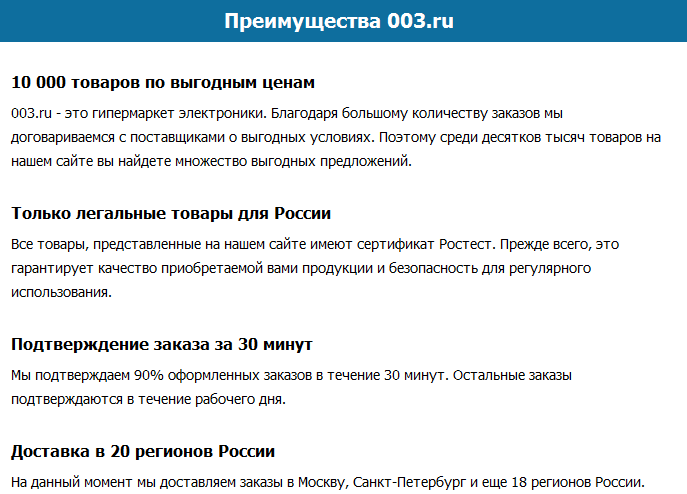 Преимущества 003.ru
10 000 товаров по выгодным ценам
003.ru - это гипермаркет электроники. Благодаря большому количеству заказов мы
договариваемся с поставщиками о выгодных условиях. Поэтому среди десятков тысяч товаров на
нашем сайте вы найдете множество выгодных предложений.
Только легальные товары для России
Все товары, представленные на нашем сайте имеют сертификат Ростест. Прежде всего, это
гарантирует качество приобретаемой вами продукции и безопасность для регулярного
использования.
Подтверждение заказа за 30 минут
Мы подтверждаем 90% оформленных заказов в течение 30 минут. Остальные заказы
подтверждаются в течение рабочего дня.
Доставка в 20 регионов России
На данный момент мы доставляем заказы в Москву, Санкт-Петербург и еще 18 регионов России.